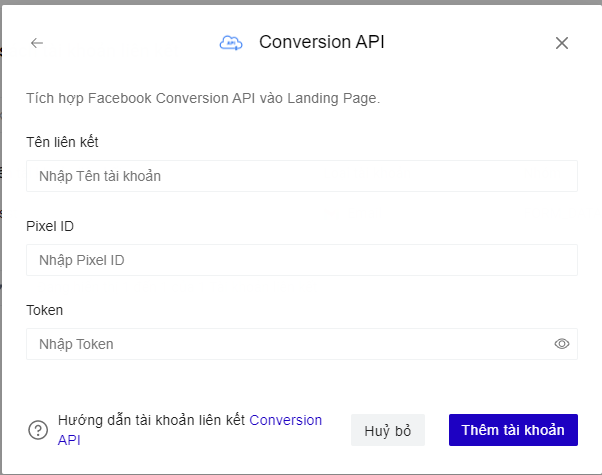 Conversion API
Tích hợp Facebook Conversion API vào Landing Page.
Tên liên kết
Nhập Tên tài khoản
Pixel ID
Nhập Pixel ID
Token
Nhập Token
Hướng dẫn tài khoản liên kết Conversion
API
Huỷ bỏ
Thêm tài khoản